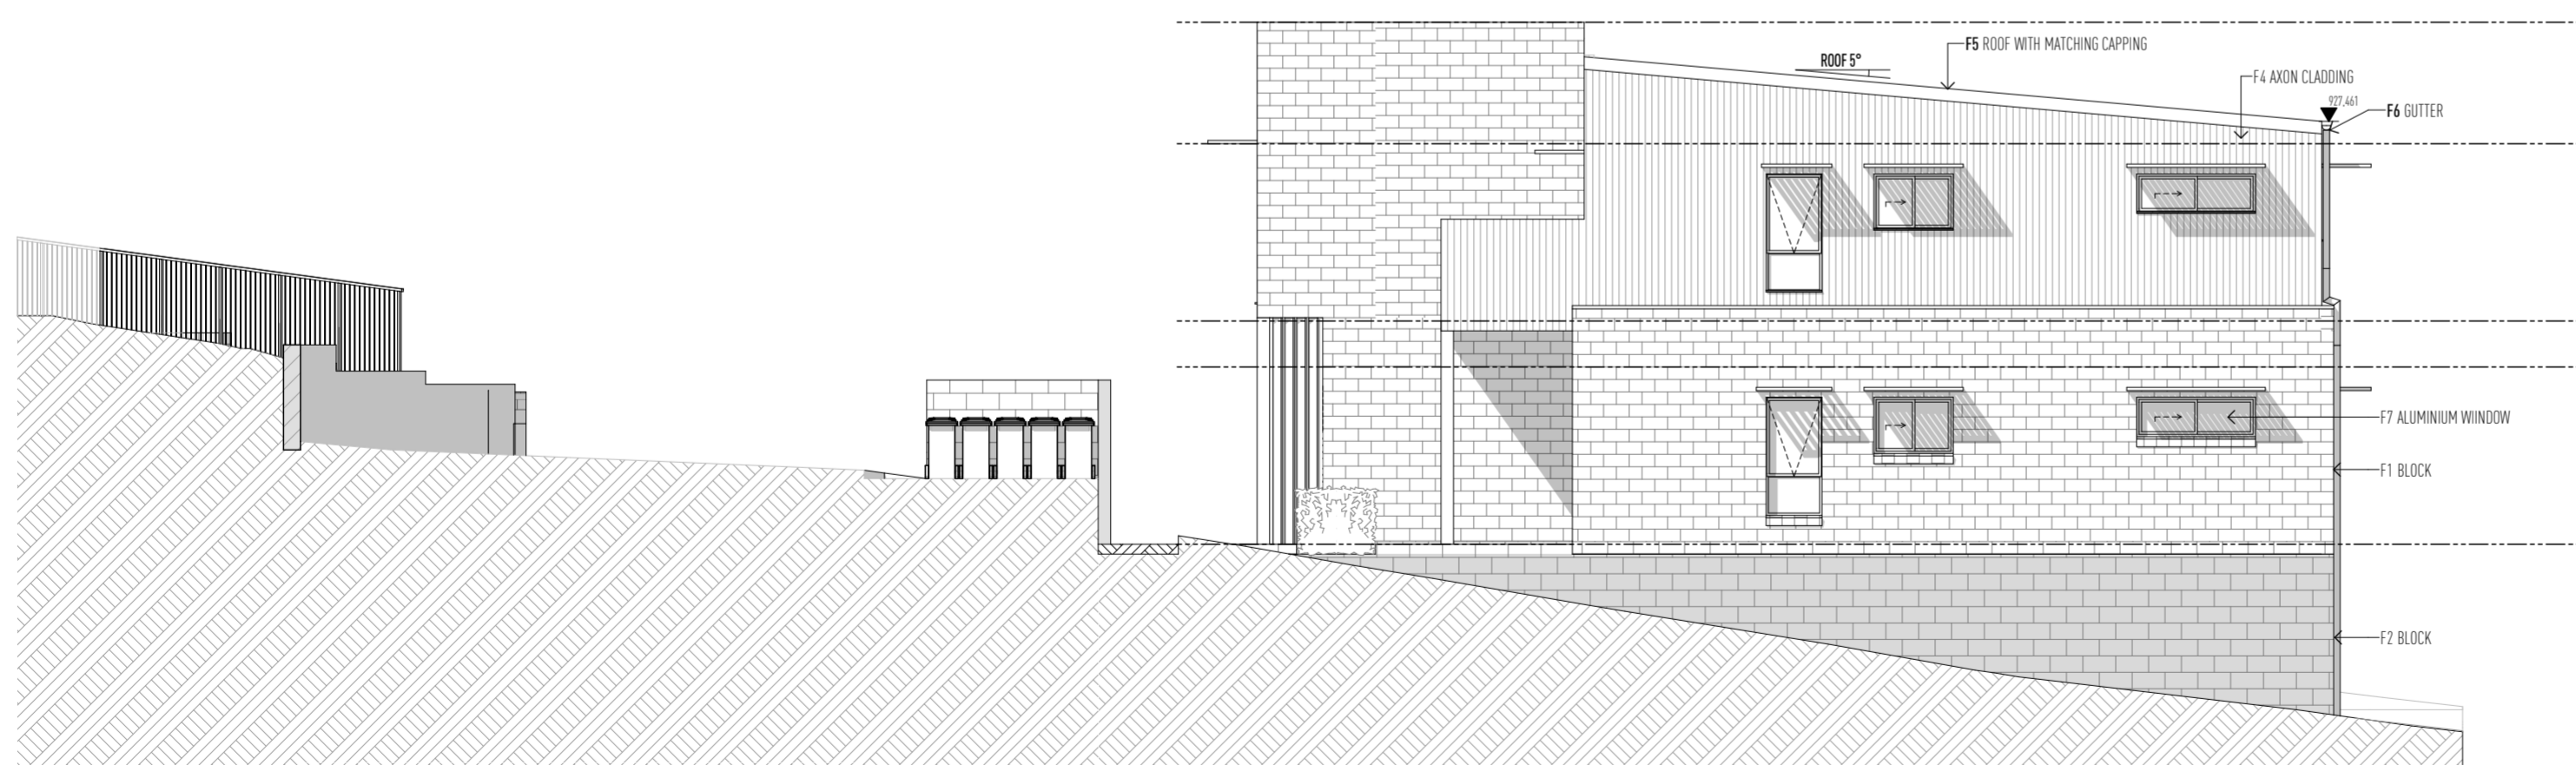 F5 ROOF WITH MATCHING CAPPING
ROOF 5°
F4 AXON CLADDING
927,461
F6 GUTTER
F7 ALUMINIUM WIINDOW
F1 BLOCK
F2 BLOCK